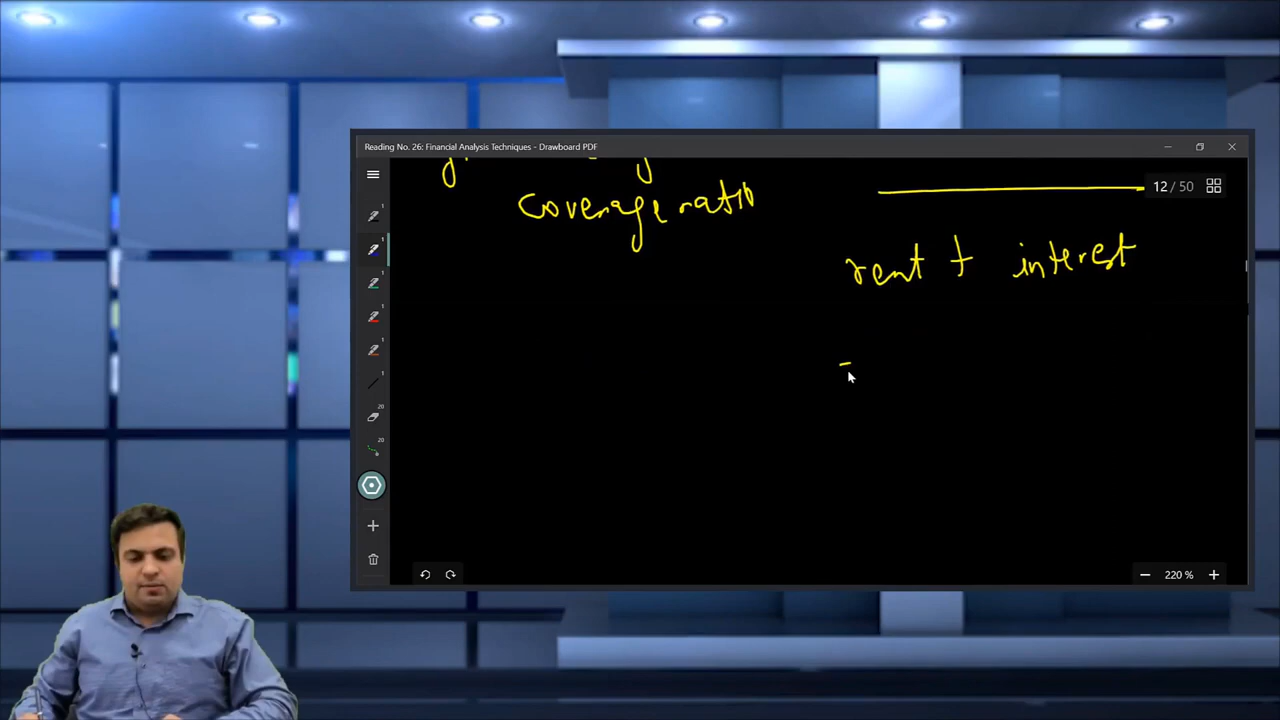 Reading No. 26: Financial Analysis Techniques - Drawboard PDF
12 / 50
coverage ratio
rent + interest
220 %